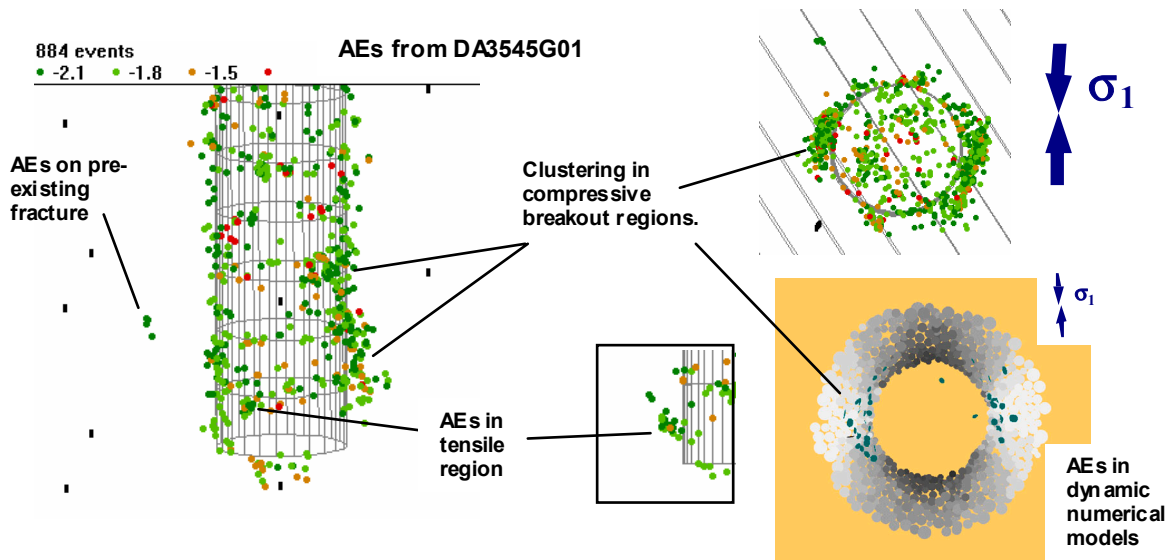 884 events
-2.1 -1.8 -1.5
AEs from DA3545G01
AEs on pre-
existing
fracture
Clustering in
compressive
breakout regions.
σ1
σ1
AEs in
tensile
region
AEs in
dynamic
numerical
models